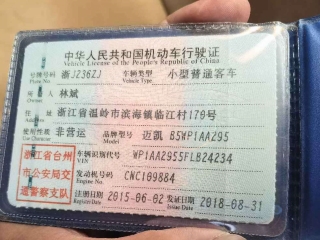 中华人民共和国机动车行驶证
Vehicle License of the People's Republic of China
号牌号码 浙JZ36ZJ 车辆类型 小型普通客车
Plate No. Vehicle Type
所有人 林斌
Owner
住址 浙江省温岭市滨海镇临江村170号
Address
使用性质 非营运 品牌型号 迈凯 B5WP1AA295
Use Character Model
浙江省台州
市公安局交
通警察支队
车辆识别代号 WP1AA2955FLB24234
VIN
发动机号码 CNC109884
Engine No.
注册日期 2015-06-02 发证日期 2018-08-31
Register Date Issue Date